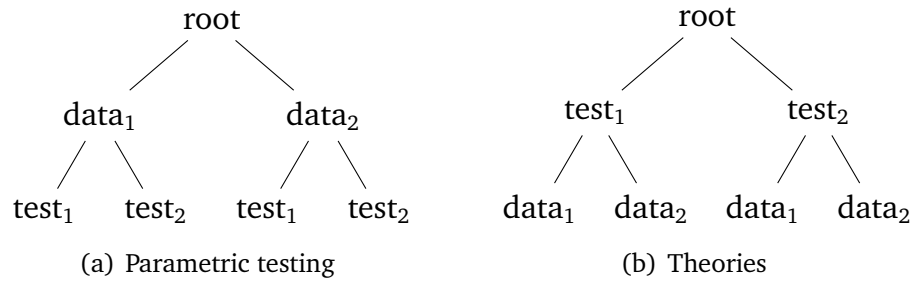 root
data₁ data₂
test₁ test₂ test₁ test₂
(a) Parametric testing
root
test₁ test₂
data₁ data₂ data₁ data₂
(b) Theories